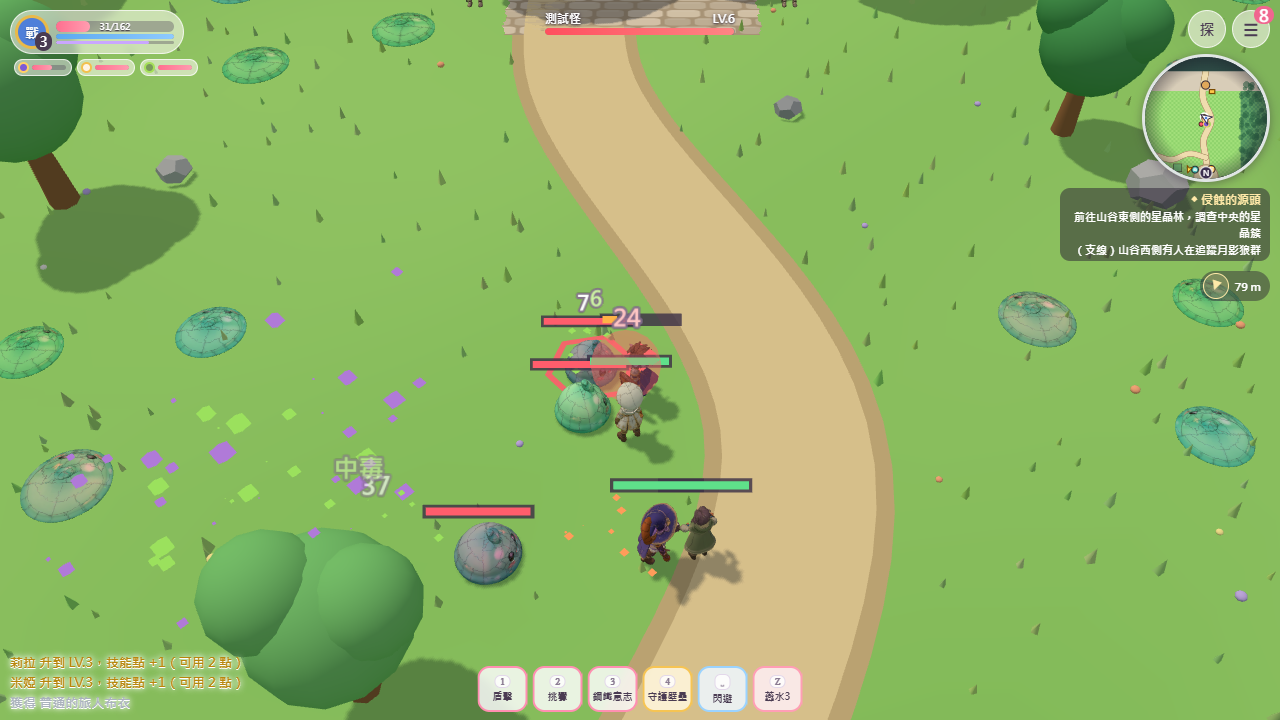 戰
3
31/162
測試怪 LV.6
探
8
N
侵蝕的源頭
前往山谷東側的星晶林，調查中央的星
晶簇
（支線）山谷西側有人在追蹤月影狼群
79 m
7
6
24
中毒
37
莉拉 升到 LV.3，技能點 +1（可用 2 點）
米婭 升到 LV.3，技能點 +1（可用 2 點）
獲得 普通的旅人布衣
1
盾擊
2
挑釁
3
鋼鐵意志
4
守護壁壘
閃避
Z
藥水3